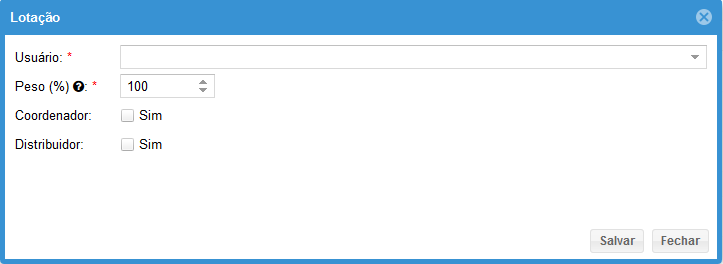 Lotação
Usuário: *
Peso (%) ?: * 100
Coordenador: Sim
Distribuidor: Sim
Salvar Fechar